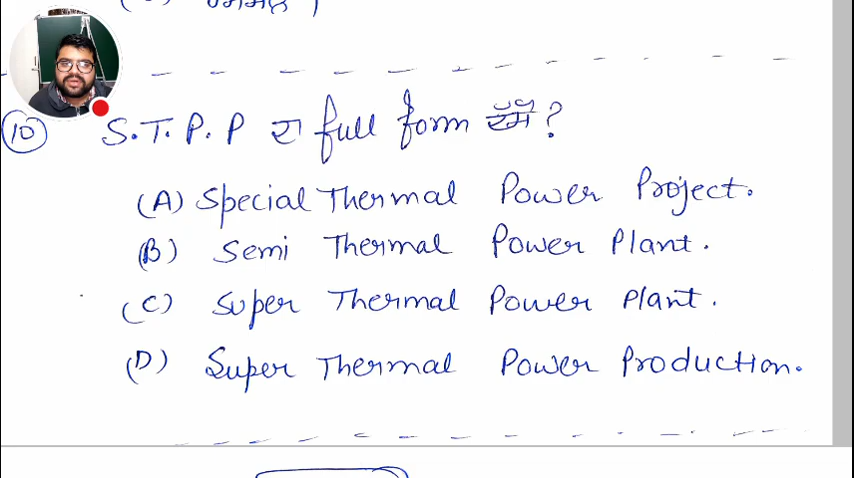 (10) S.T.P.P का full form
(A) Special Thermal Power Project.
(B) Semi Thermal Power Plant.
(C) Super Thermal Power Plant.
(D) Super Thermal Power Production.